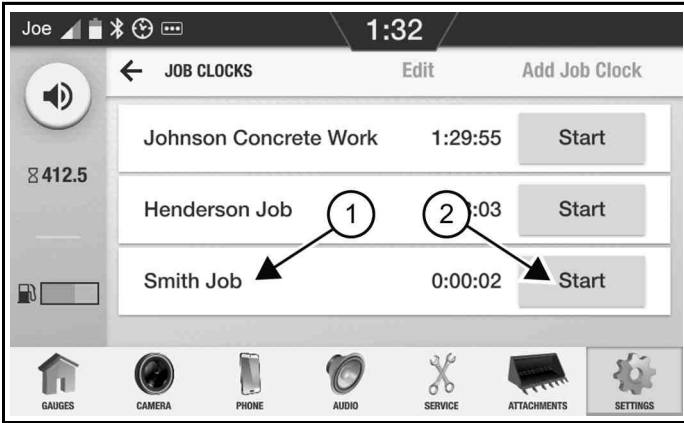 Joe 1:32
JOB CLOCKS Edit Add Job Clock
Johnson Concrete Work 1:29:55 Start
412.5
Henderson Job 1 2 :03 Start
Smith Job 0:00:02 Start
GAUGES CAMERA PHONE AUDIO SERVICE ATTACHMENTS SETTINGS